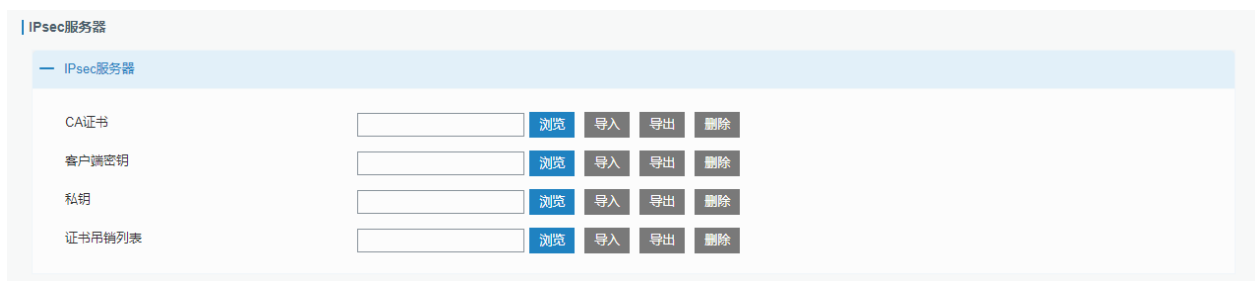 IPsec服务器
IPsec服务器
CA证书 浏览 导入 导出 删除
客户端密钥 浏览 导入 导出 删除
私钥 浏览 导入 导出 删除
证书吊销列表 浏览 导入 导出 删除